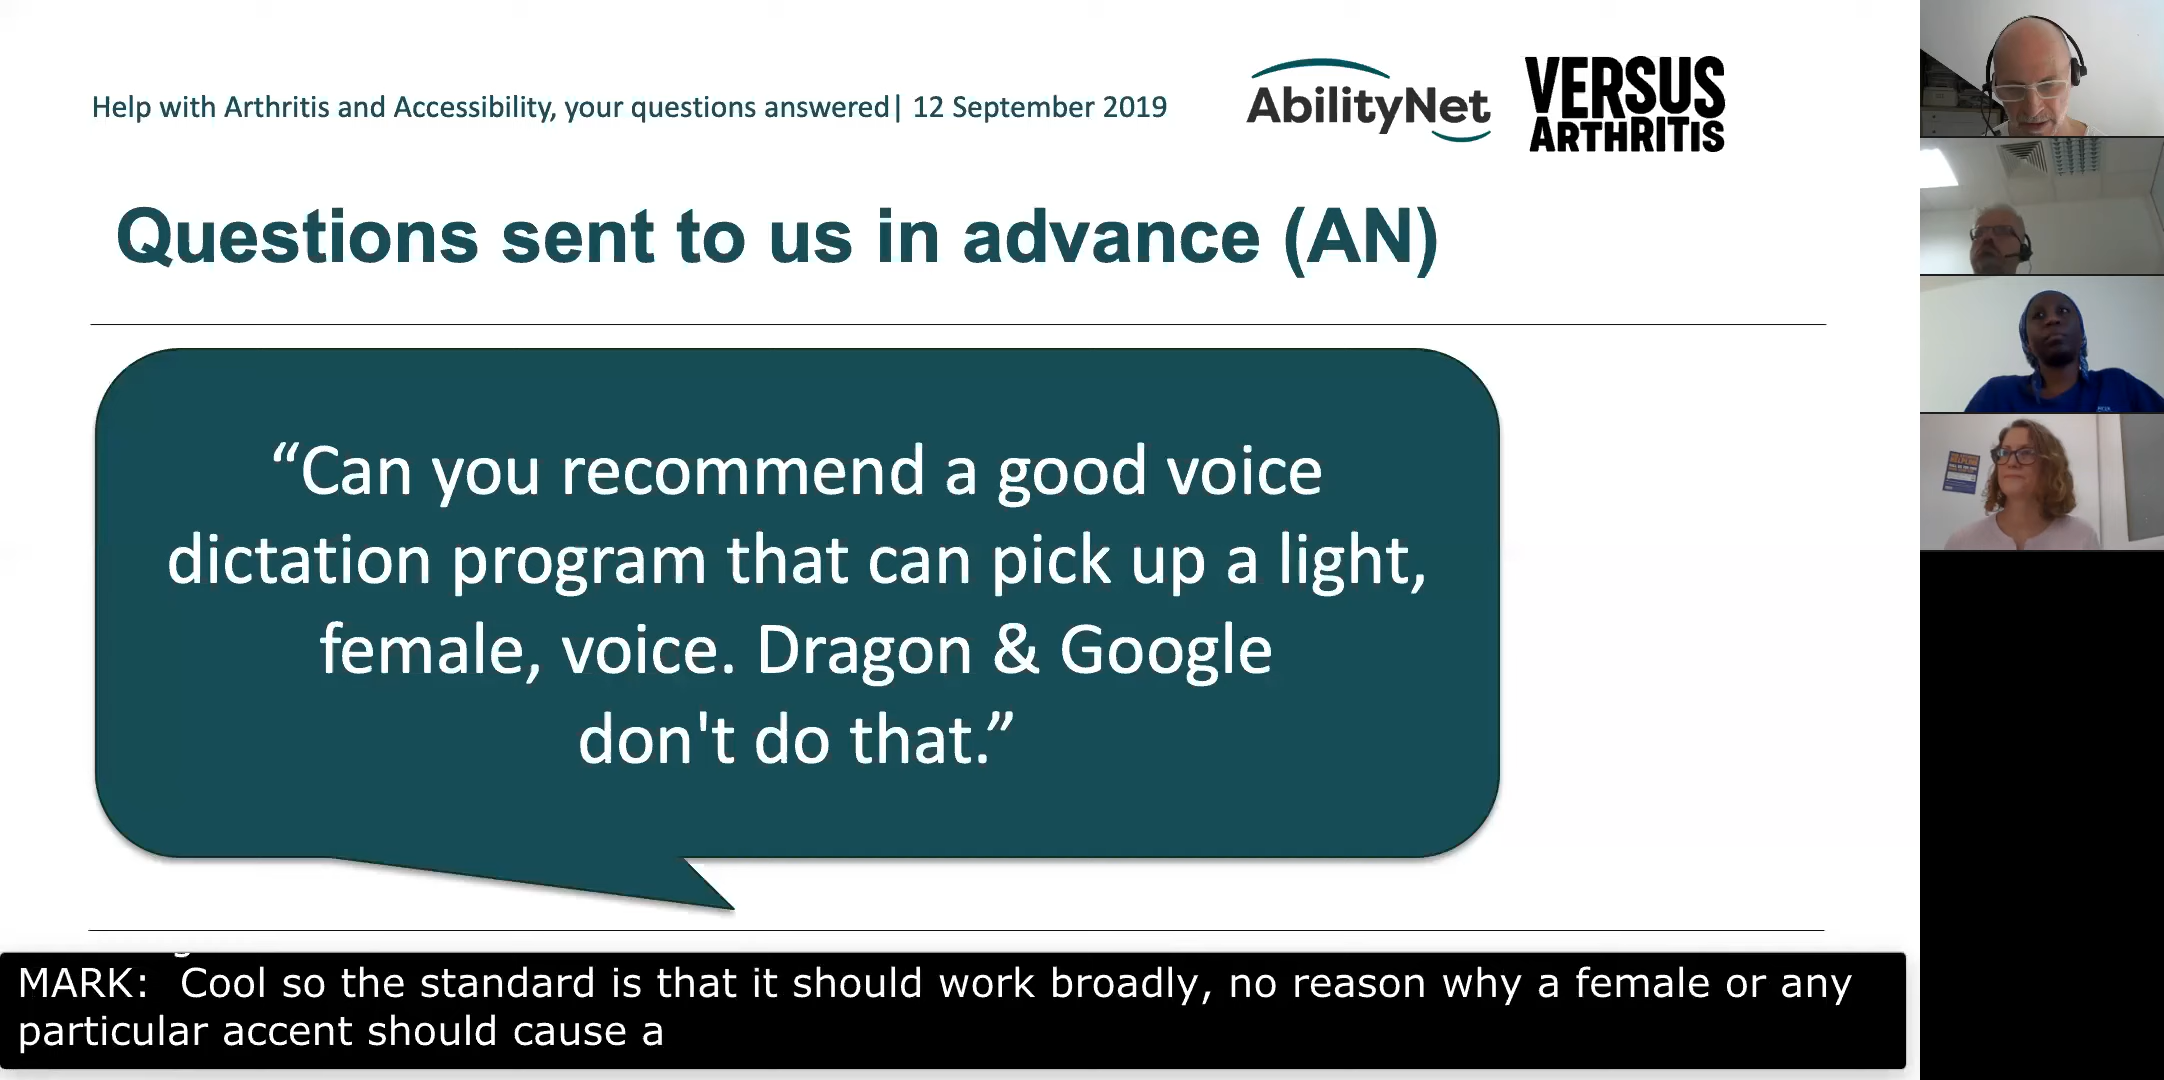 Help with Arthritis and Accessibility, your questions answered| 12 September 2019
AbilityNet
VERSUS
ARTHRITIS
Questions sent to us in advance (AN)
“Can you recommend a good voice
dictation program that can pick up a light,
female, voice. Dragon & Google
don't do that.”
MARK:  Cool so the standard is that it should work broadly, no reason why a female or any
particular accent should cause a